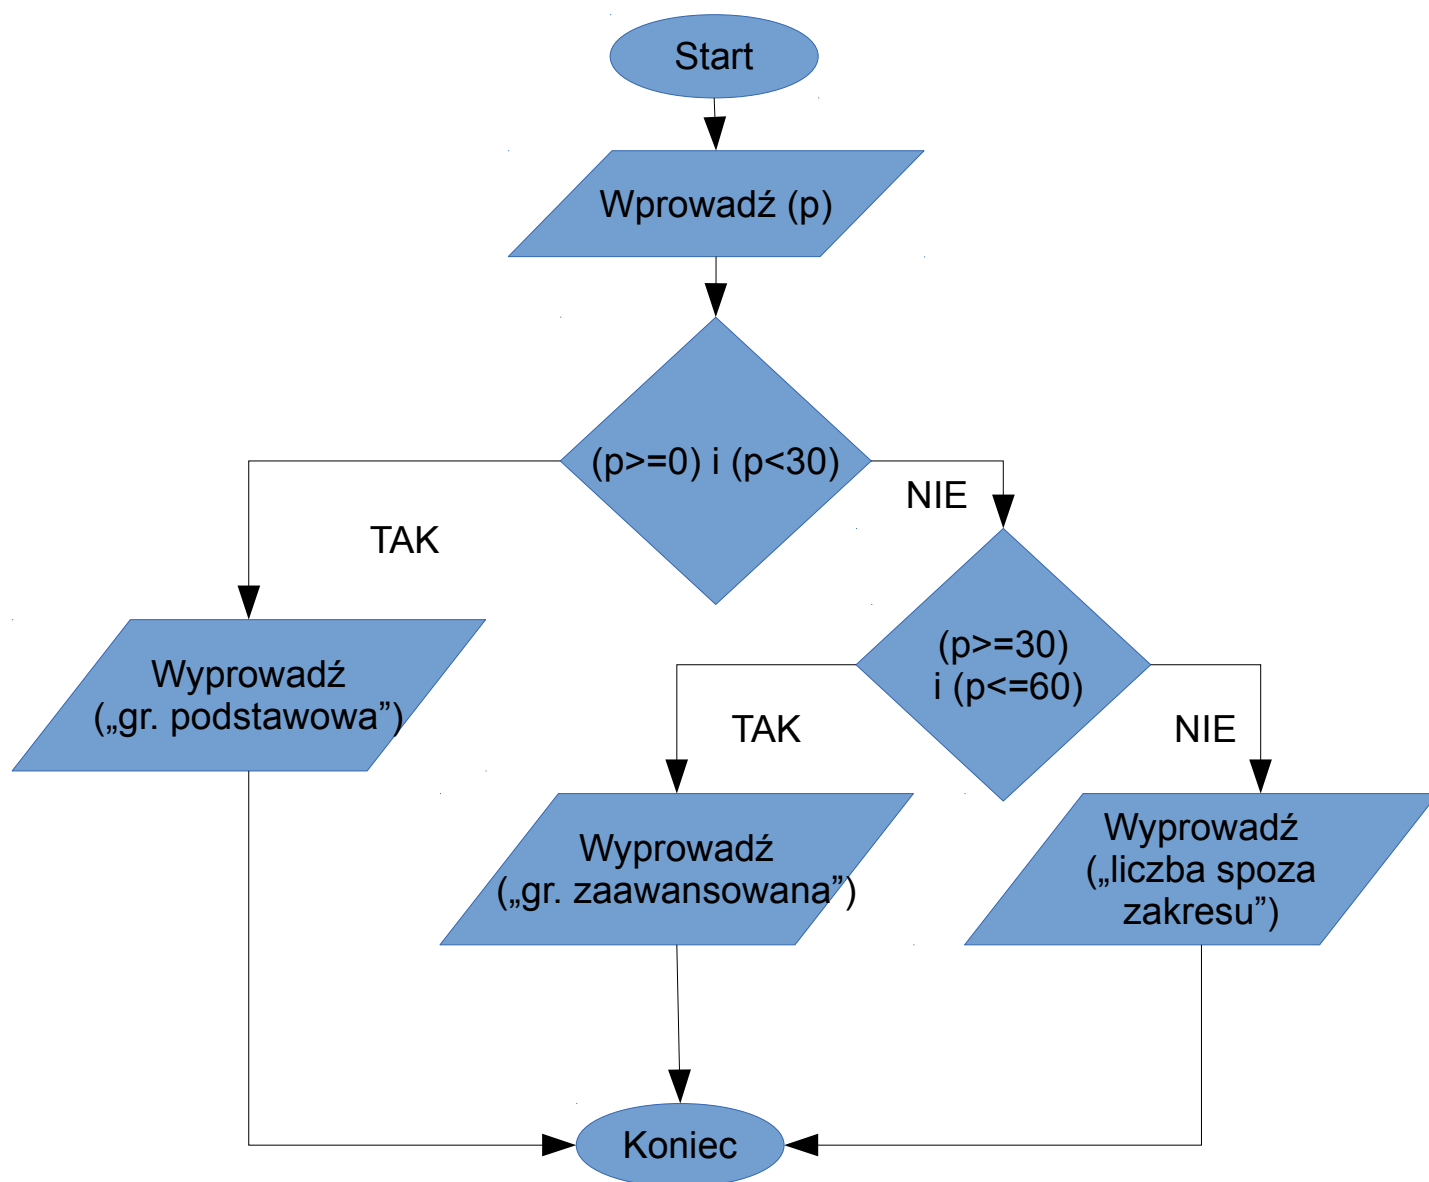 Start
Wprowadź (p)
(p>=0) i (p<30)
NIE
TAK
(p>=30)
i (p<=60)
Wyprowadź
(„gr. podstawowa”)
TAK
NIE
Wyprowadź
(„gr. zaawansowana”)
Wyprowadź
(„liczba spoza
zakresu”)
Koniec